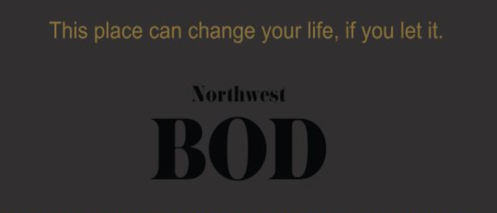 This place can change your life, if you let it.
Northwest
BOD